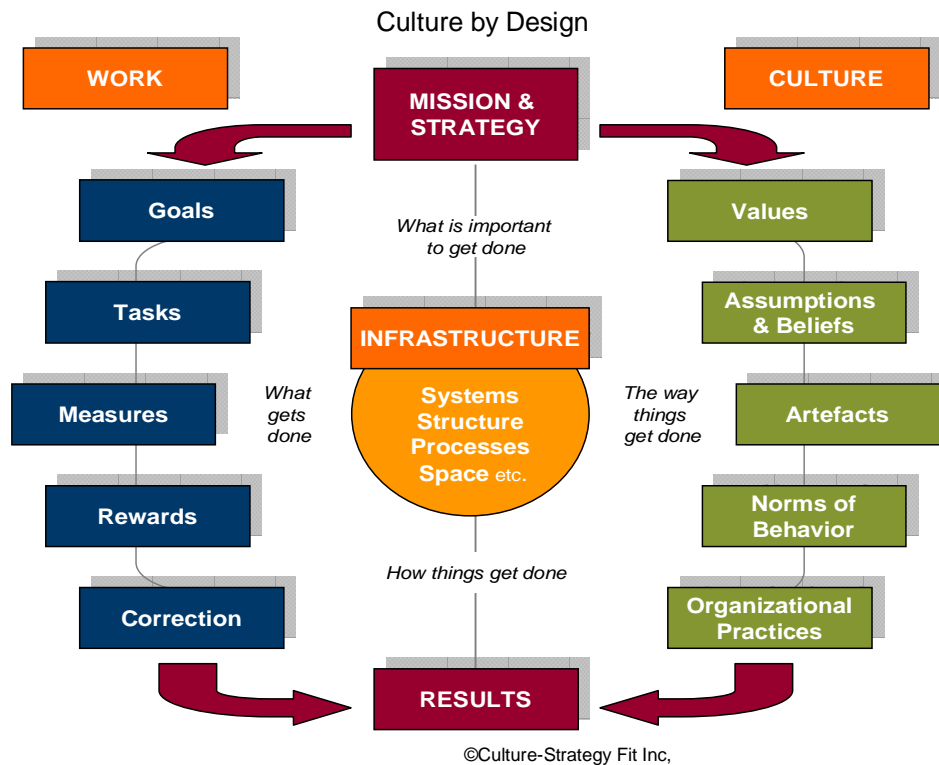 Culture by Design
WORK
MISSION &
STRATEGY
CULTURE
Goals
What is important
to get done
Values
Tasks
INFRASTRUCTURE
Assumptions
& Beliefs
Measures
What
gets
done
Systems
Structure
Processes
Space etc.
The way
things
get done
Artefacts
Rewards
Norms of
Behavior
How things get done
Correction
Organizational
Practices
RESULTS
©Culture-Strategy Fit Inc,